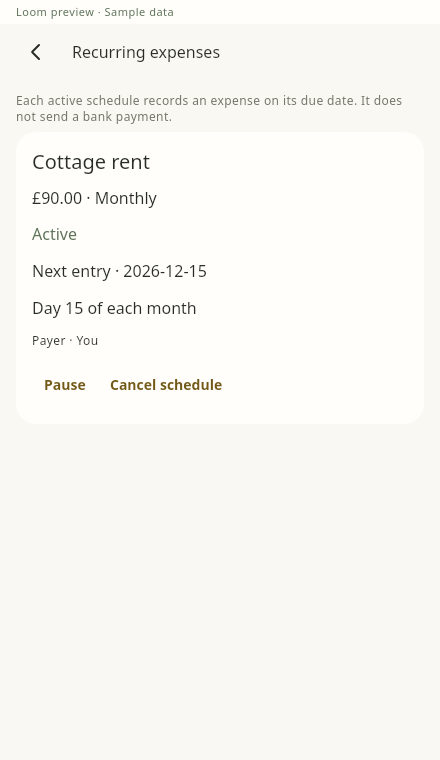 Loom preview · Sample data
Recurring expenses
Each active schedule records an expense on its due date. It does
not send a bank payment.
Cottage rent
£90.00 · Monthly
Active
Next entry · 2026-12-15
Day 15 of each month
Payer · You
Pause Cancel schedule